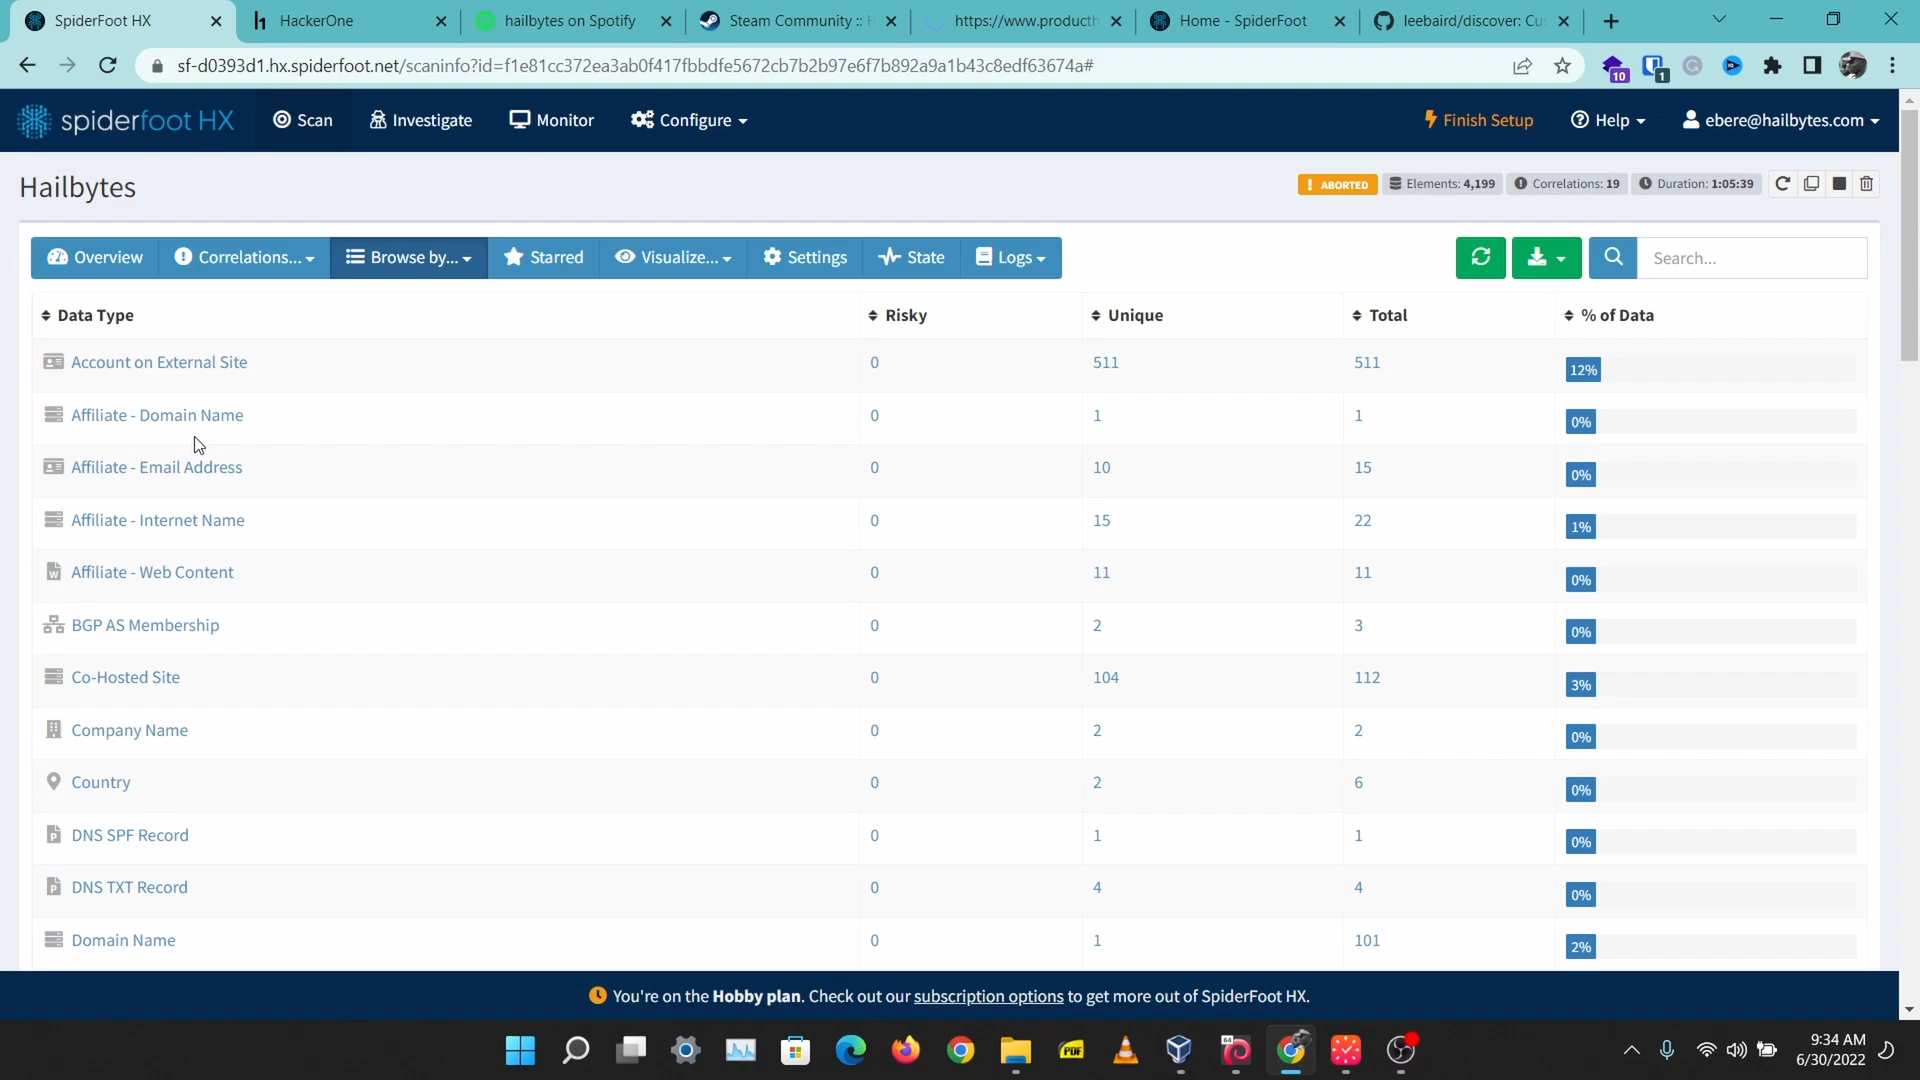 SpiderFoot HX
HackerOne
hailbytes on Spotify
Steam Community :: H
https://www.producth
Home - SpiderFoot
leebaird/discover: Cus
sf-d0393d1.hx.spiderfoot.net/scaninfo?id=f1e81cc372ea3ab0f417fbbdfe5672cb7b2b97e6f7b892a9a1b43c8edf63674a#
10
1
spiderfoot HX
Scan
Investigate
Monitor
Configure
Finish Setup
Help
ebere@hailbytes.com
Hailbytes
ABORTED
Elements: 4,199
Correlations: 19
Duration: 1:05:39
Overview
Correlations...
Browse by...
Starred
Visualize...
Settings
State
Logs
Search...
Data Type Risky Unique Total % of Data
Account on External Site 0 511 511 12%
Affiliate - Domain Name 0 1 1 0%
Affiliate - Email Address 0 10 15 0%
Affiliate - Internet Name 0 15 22 1%
Affiliate - Web Content 0 11 11 0%
BGP AS Membership 0 2 3 0%
Co-Hosted Site 0 104 112 3%
Company Name 0 2 2 0%
Country 0 2 6 0%
DNS SPF Record 0 1 1 0%
DNS TXT Record 0 4 4 0%
Domain Name 0 1 101 2%
You're on the Hobby plan. Check out our subscription options to get more out of SpiderFoot HX.
PDF
64
9:34 AM
6/30/2022